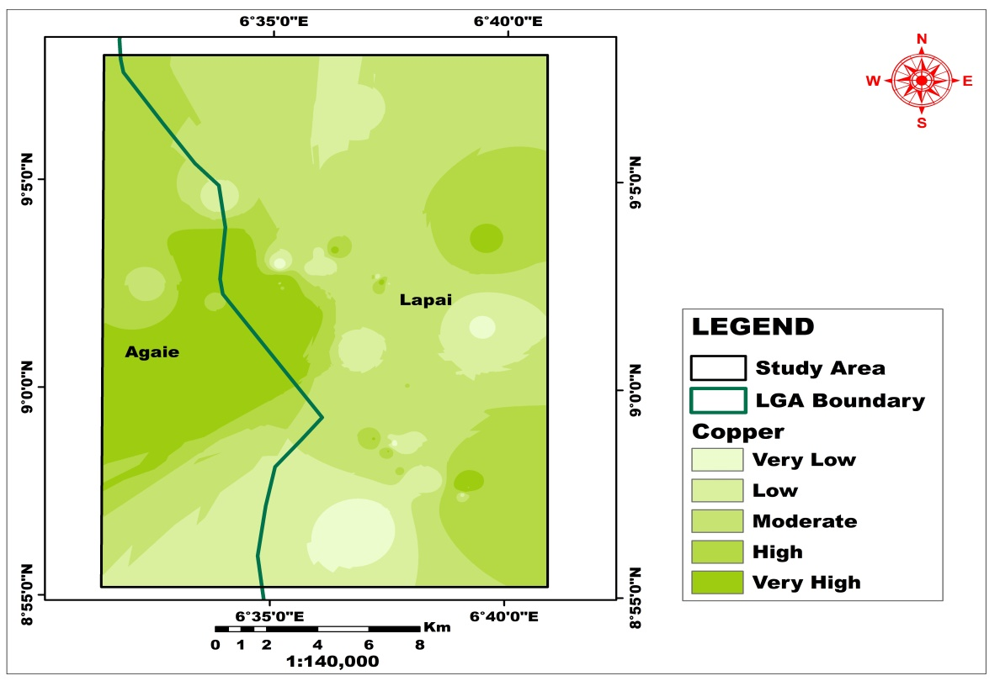 6°35'0"E 6°40'0"E
N
W E
S
9°5'0"N 9°5'0"N
Lapai
Agaie
9°0'0"N 9°0'0"N
8°55'0"N 8°55'0"N
6°35'0"E 6°40'0"E
Km
0 1 2 4 6 8
1:140,000
LEGEND
Study Area
LGA Boundary
Copper
Very Low
Low
Moderate
High
Very High